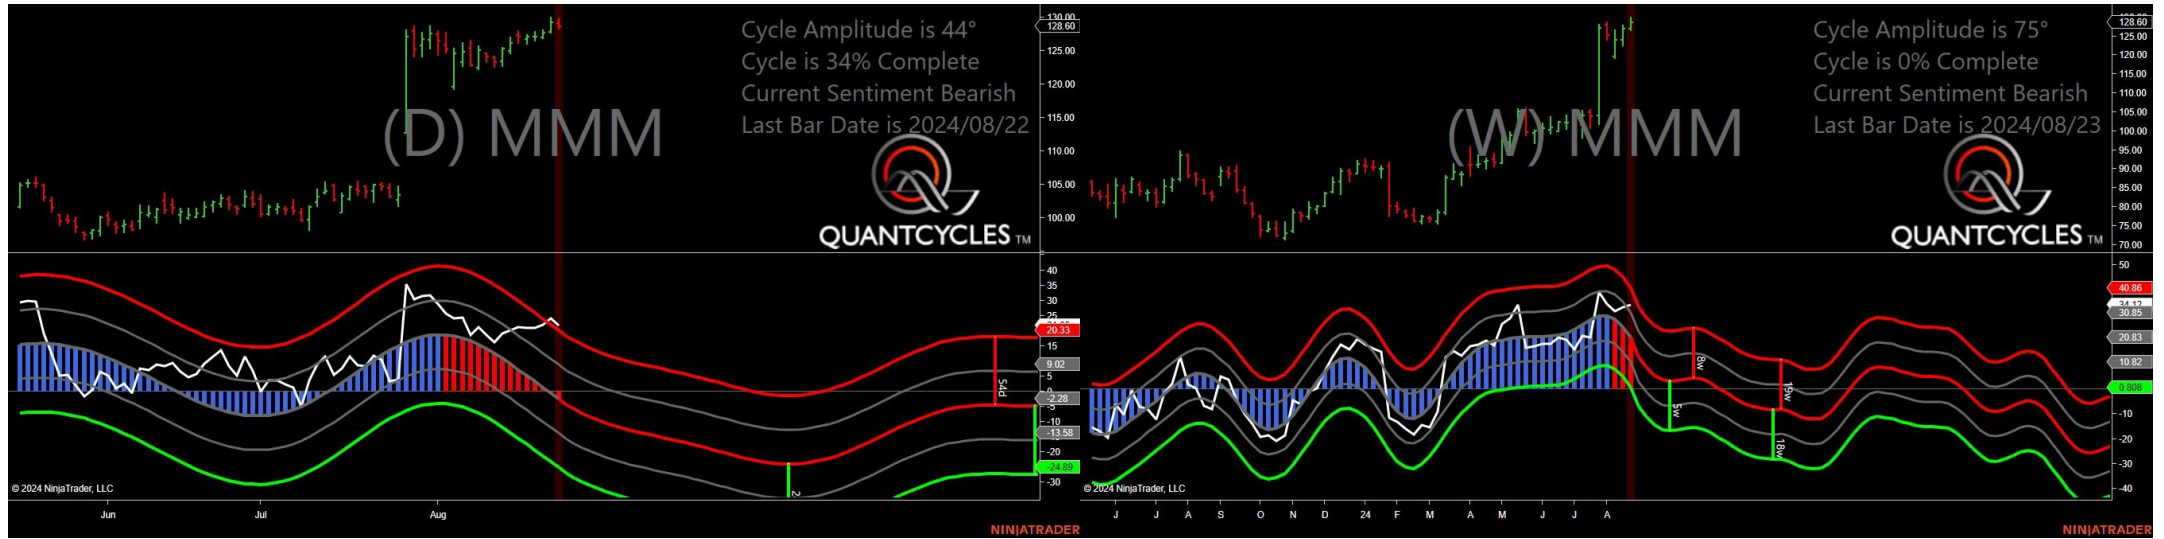 Cycle Amplitude is 44°
Cycle is 34% Complete
Current Sentiment Bearish
Last Bar Date is 2024/08/22
(D) MMM
QUANTCYCLES TM
130.00
128.60
125.00
120.00
115.00
110.00
105.00
100.00
40
35
30
25
20.33
15
9.02
5
0
-2.28
-5
-10
-13.58
-20
-24.89
-30
54d
2
© 2024 NinjaTrader, LLC
Jun
Jul
Aug
NINJATRADER
Cycle Amplitude is 75°
Cycle is 0% Complete
Current Sentiment Bearish
Last Bar Date is 2024/08/23
(W) MMM
QUANTCYCLES TM
128.60
125.00
120.00
115.00
110.00
105.00
100.00
95.00
90.00
85.00
80.00
75.00
70.00
50
40.86
34.12
30.85
20.83
10.82
0.808
-10
-20
-30
-40
8w
5w
19w
18w
© 2024 NinjaTrader, LLC
J
J
A
S
O
N
D
24
F
M
A
M
J
J
A
NINJATRADER